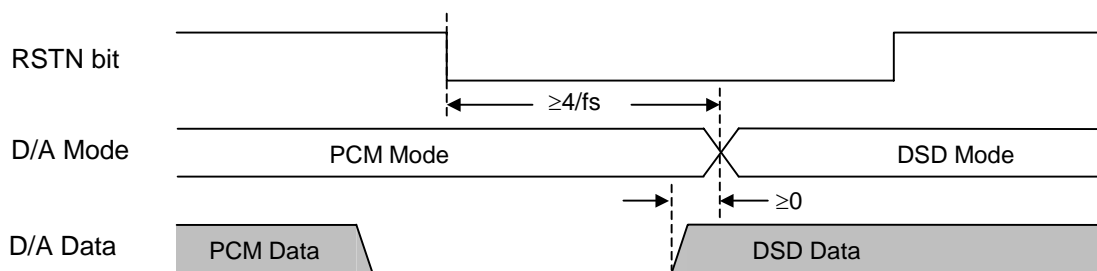 RSTN bit
≥4/fs
D/A Mode
PCM Mode
DSD Mode
≥0
D/A Data
PCM Data
DSD Data